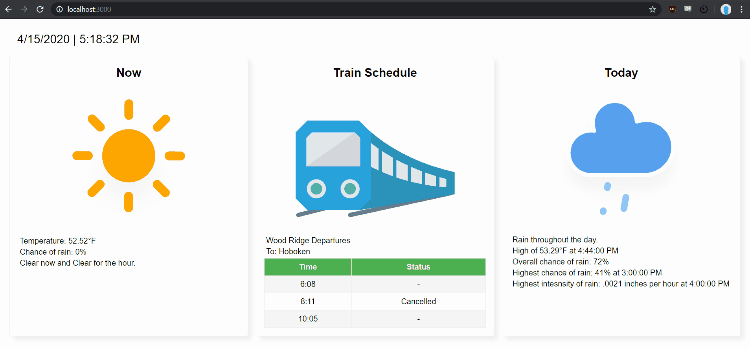 localhost:3000
4/15/2020 | 5:18:32 PM
Now
Temperature: 52.52°F
Chance of rain: 0%
Clear now and Clear for the hour.
Train Schedule
Wood Ridge Departures
To: Hoboken
Time Status
6:08 -
6:11 Cancelled
10:05 -
Today
Rain throughout the day.
High of 53.29°F at 4:44:00 PM
Overall chance of rain: 72%
Highest chance of rain: 41% at 3:00:00 PM
Highest intesnsity of rain: .0021 inches per hour at 4:00:00 PM